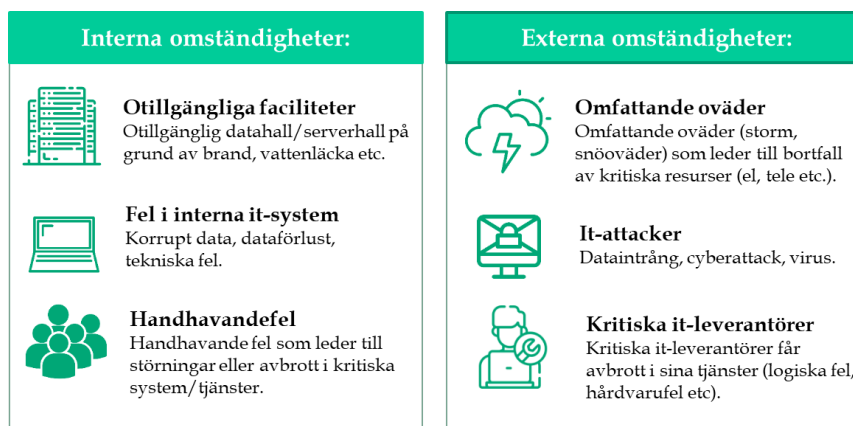 Interna omständigheter:
Otillgängliga faciliteter
Otillgänglig datahall/serverhall på
grund av brand, vattenläcka etc.
Fel i interna it-system
Korrupt data, dataförlust,
tekniska fel.
Handhavandefel
Handhavande fel som leder till
störningar eller avbrott i kritiska
system/tjänster.
Externa omständigheter:
Omfattande oväder
Omfattande oväder (storm,
snöoväder) som leder till bortfall
av kritiska resurser (el, tele etc.).
It-attacker
Dataintrång, cyberattack, virus.
Kritiska it-leverantörer
Kritiska it-leverantörer får
avbrott i sina tjänster (logiska fel,
hårdvarufel etc).